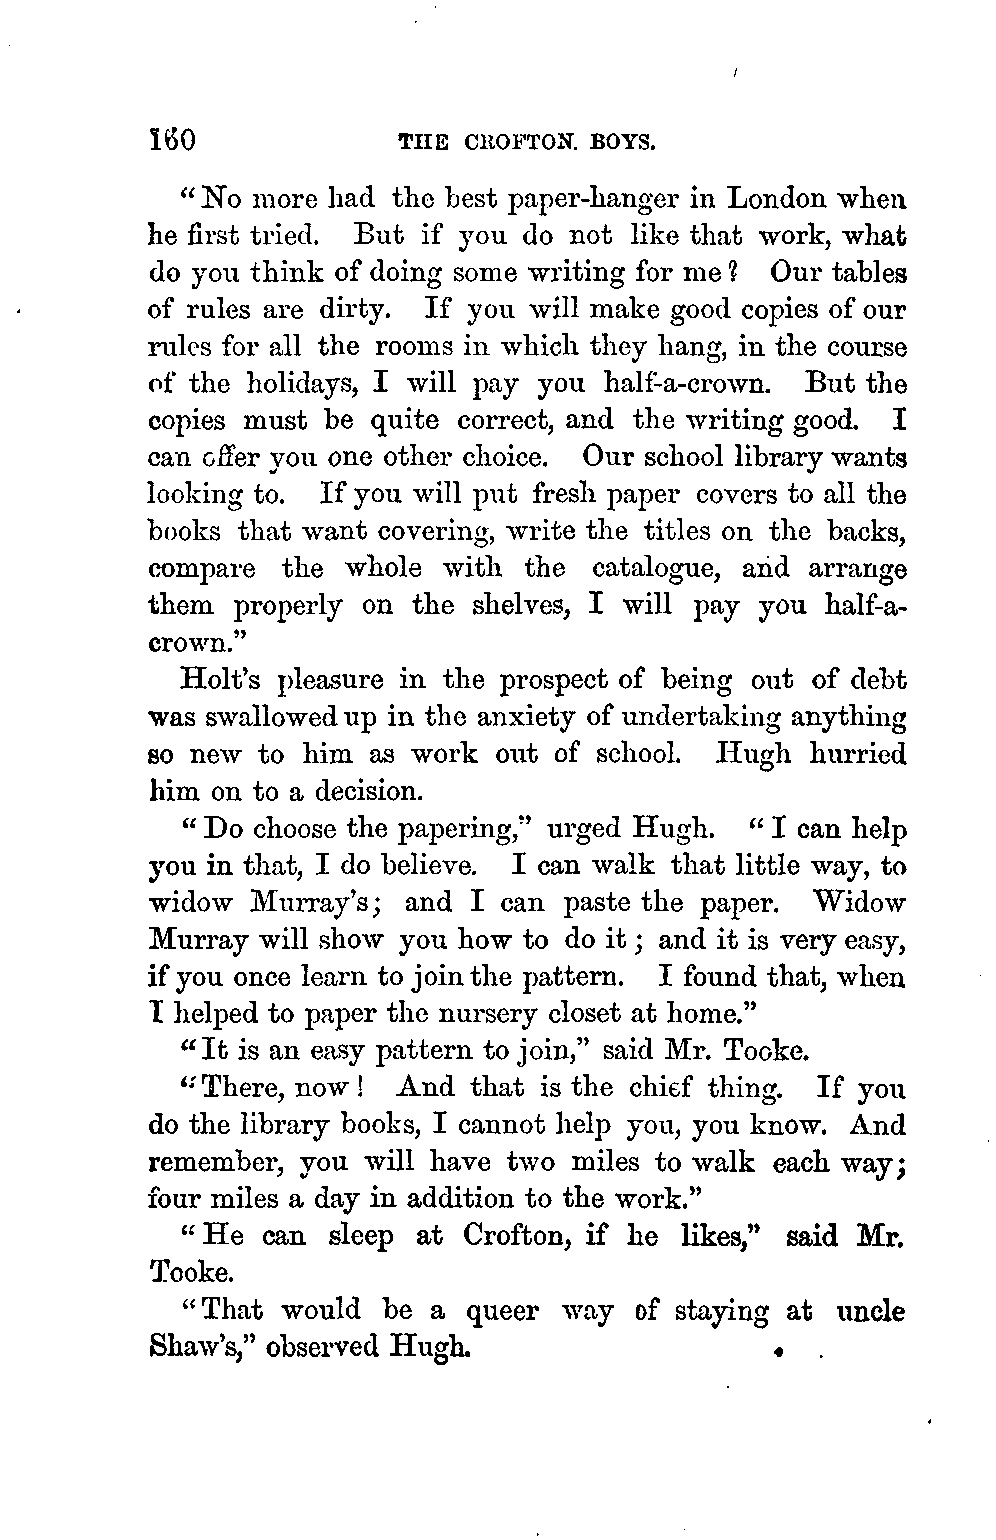 160 THE CROFTON BOYS.
"No more had the best paper-hanger in London when
he first tried. But if you do not like that work, what
do you think of doing some writing for me? Our tables
of rules are dirty. If you will make good copies of our
rules for all the rooms in which they hang, in the course
of the holidays, I will pay you half-a-crown. But the
copies must be quite correct, and the writing good. I
can offer you one other choice. Our school library wants
looking to. If you will put fresh paper covers to all the
books that want covering, write the titles on the backs,
compare the whole with the catalogue, and arrange
them properly on the shelves, I will pay you half-a-
crown."
Holt's pleasure in the prospect of being out of debt
was swallowed up in the anxiety of undertaking anything
so new to him as work out of school. Hugh hurried
him on to a decision.
"Do choose the papering," urged Hugh. "I can help
you in that, I do believe. I can walk that little way, to
widow Murray's; and I can paste the paper. Widow
Murray will show you how to do it; and it is very easy,
if you once learn to join the pattern. I found that, when
I helped to paper the nursery closet at home."
"It is an easy pattern to join," said Mr. Tooke.
"There, now! And that is the chief thing. If you
do the library books, I cannot help you, you know. And
remember, you will have two miles to walk each way;
four miles a day in addition to the work."
"He can sleep at Crofton, if he likes," said Mr.
Tooke.
"That would be a queer way of staying at uncle
Shaw's," observed Hugh.